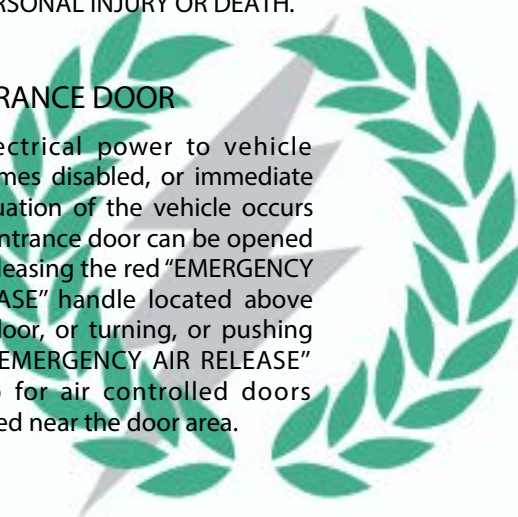 RSONAL INJURY OR DEATH.
RANCE DOOR
ectrical power to vehicle
mes disabled, or immediate
uation of the vehicle occurs
ntrance door can be opened
leasing the red “EMERGENCY
ASE” handle located above
loor, or turning, or pushing
EMERGENCY AIR RELEASE”
for air controlled doors
ed near the door area.